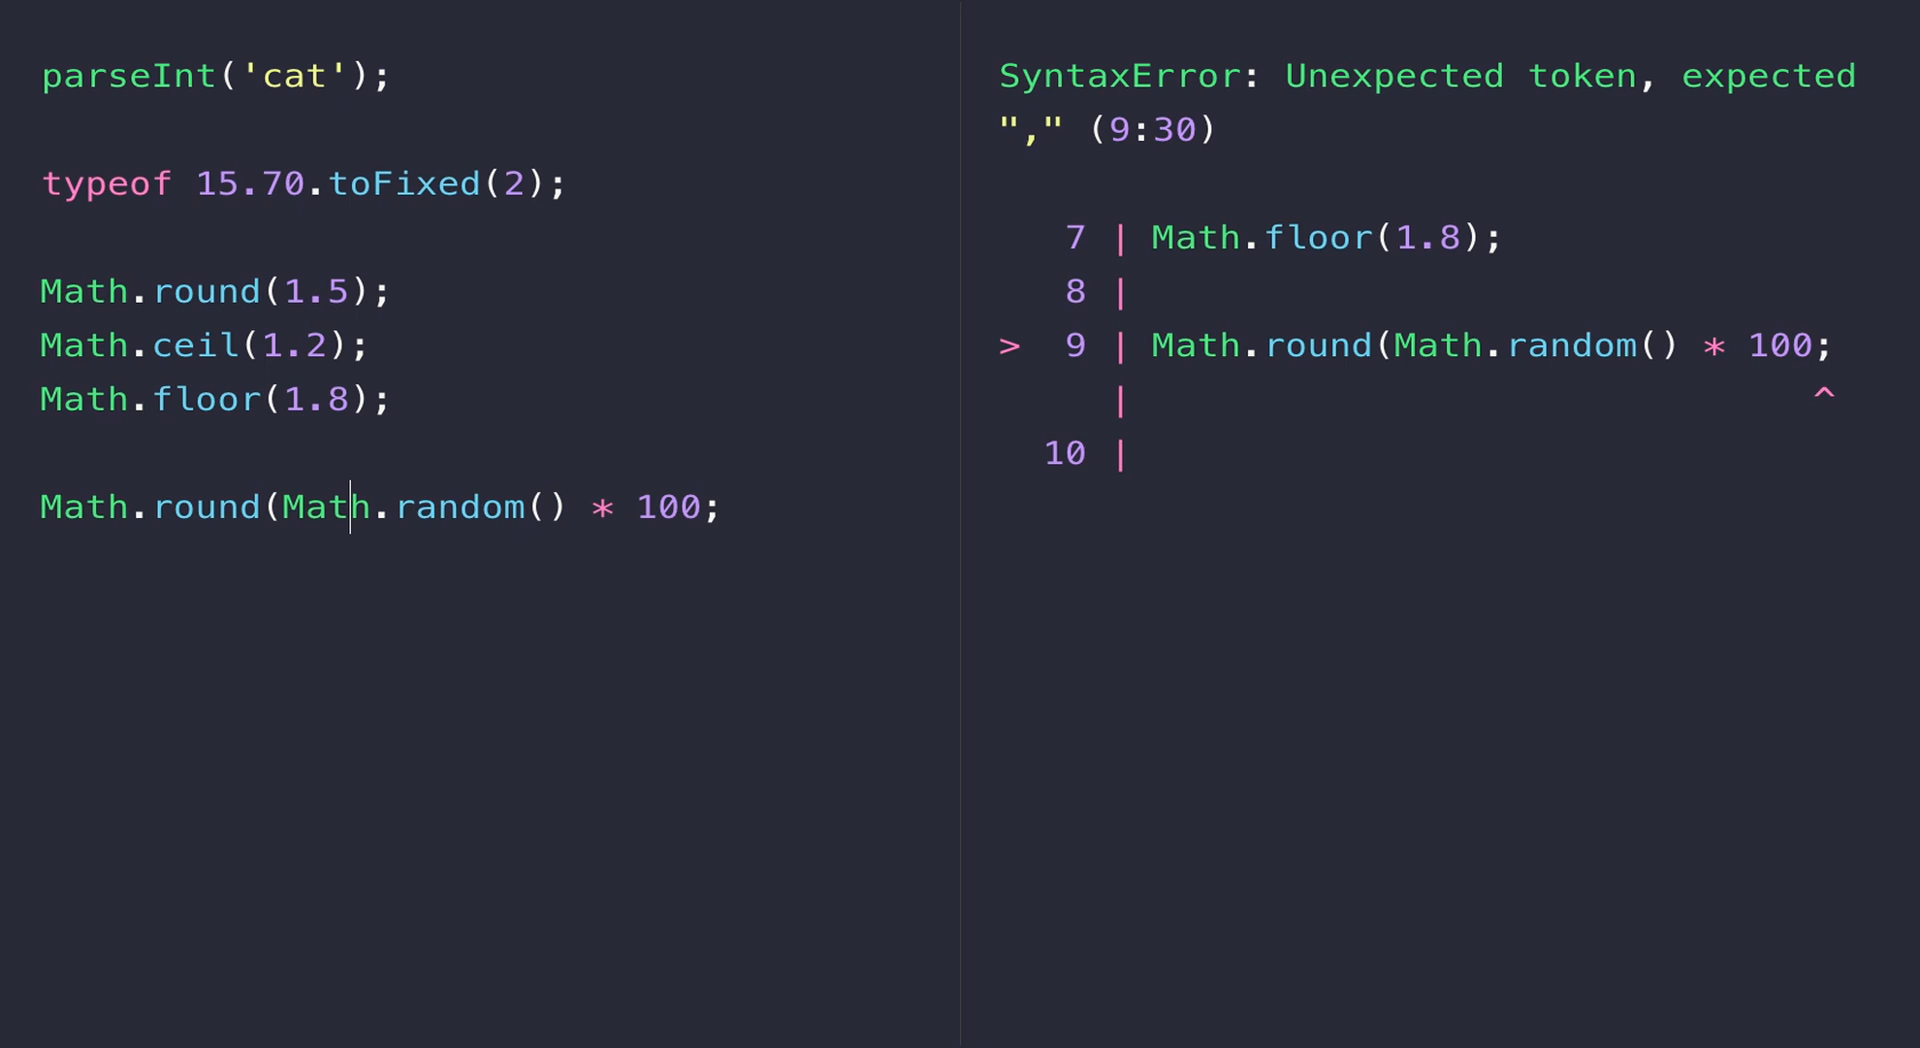 parseInt('cat');
typeof 15.70.toFixed(2);
Math.round(1.5);
Math.ceil(1.2);
Math.floor(1.8);
Math.round(Math.random() * 100;
SyntaxError: Unexpected token, expected
"," (9:30)
7 | Math.floor(1.8);
8 |
> 9 | Math.round(Math.random() * 100;
| ^
10 |